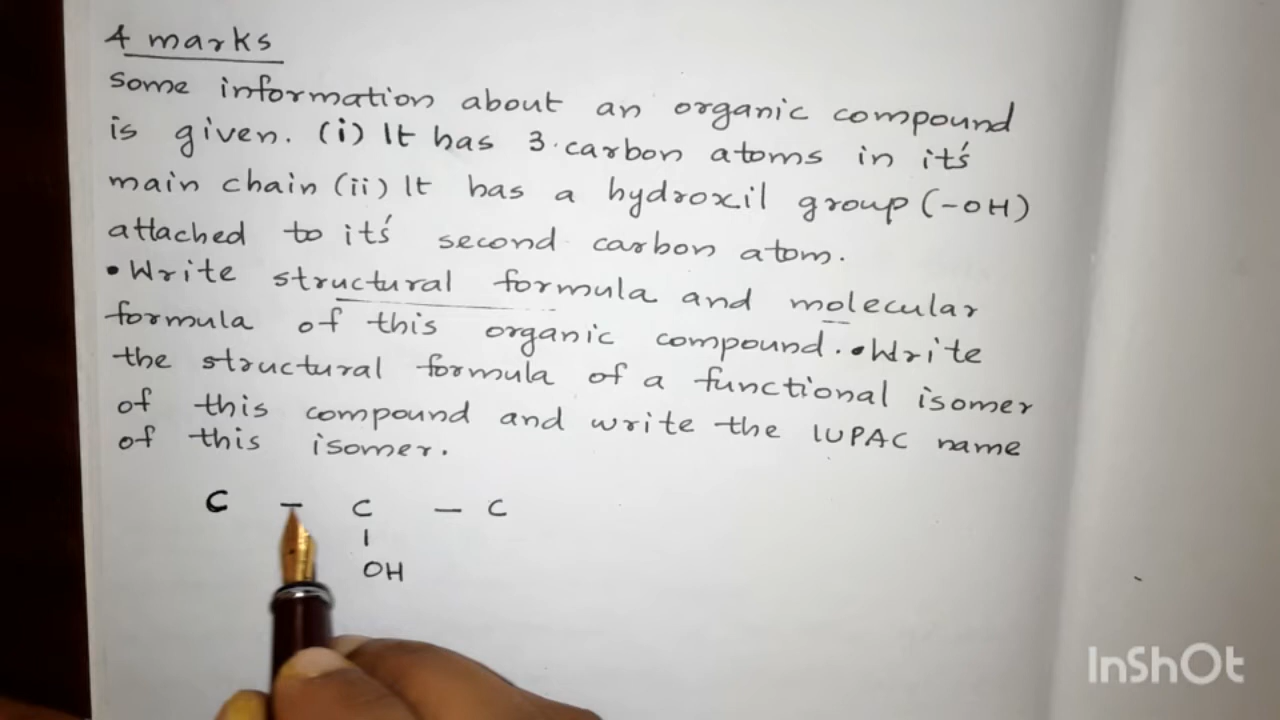 4 marks
some information about an organic compound
is given. (i) It has 3 carbon atoms in it's
main chain (ii) It has a hydroxil group (-OH)
attached to it's second carbon atom.
• Write structural formula and molecular
formula of this organic compound. • Write
the structural formula of a functional isomer
of this compound and write the IUPAC name
of this isomer.
C - C - C
|
OH
InShOt